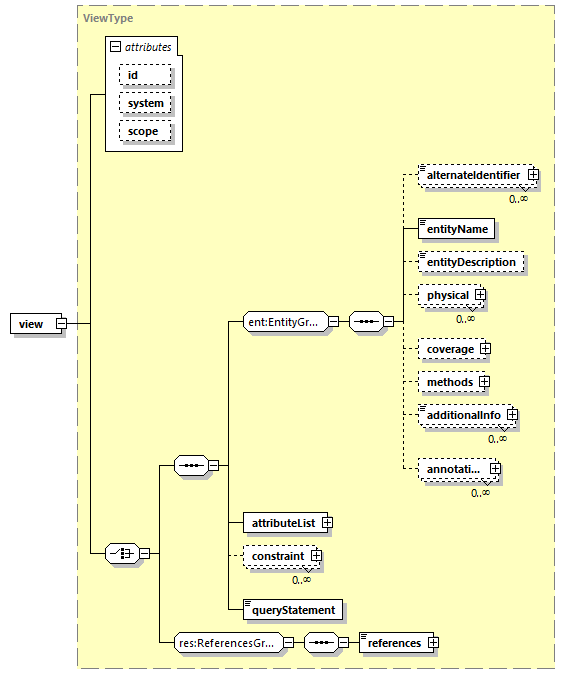 ViewType
attributes
id
system
scope
alternateIdentifier
0..∞
entityName
entityDescription
physical
0..∞
coverage
methods
additionalInfo
0..∞
annotati...
0..∞
ent:EntityGr...
view
attributeList
constraint
0..∞
queryStatement
res:ReferencesGr...
references